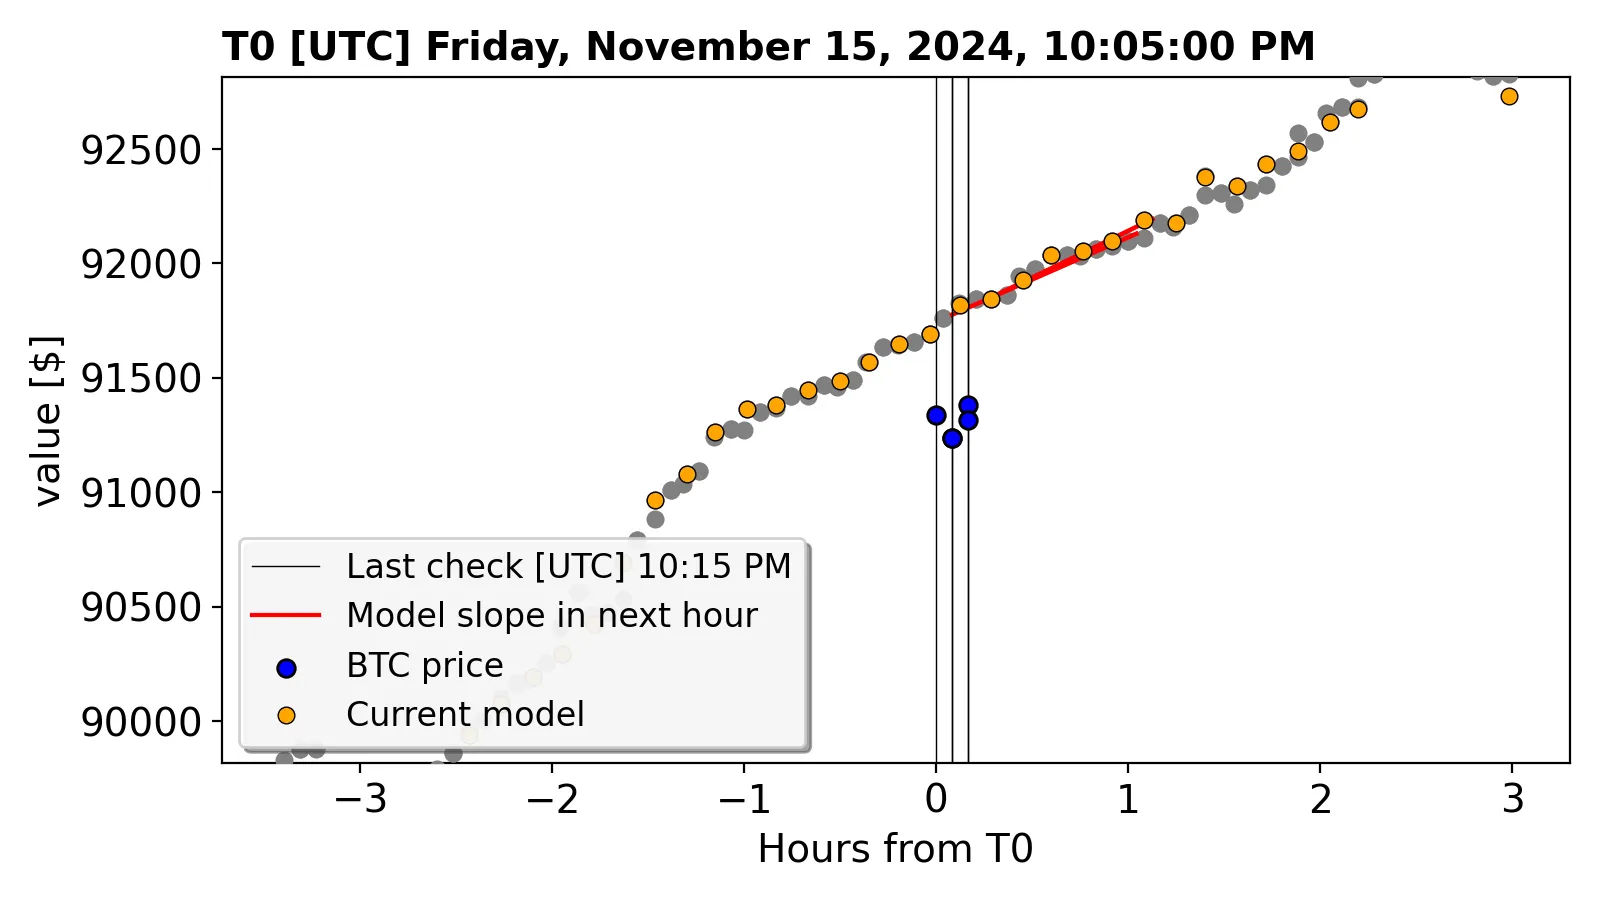 T0 [UTC] Friday, November 15, 2024, 10:05:00 PM
value [$]
92500
92000
91500
91000
90500
90000
Last check [UTC] 10:15 PM
Model slope in next hour
BTC price
Current model
−3 −2 −1 0 1 2 3
Hours from T0